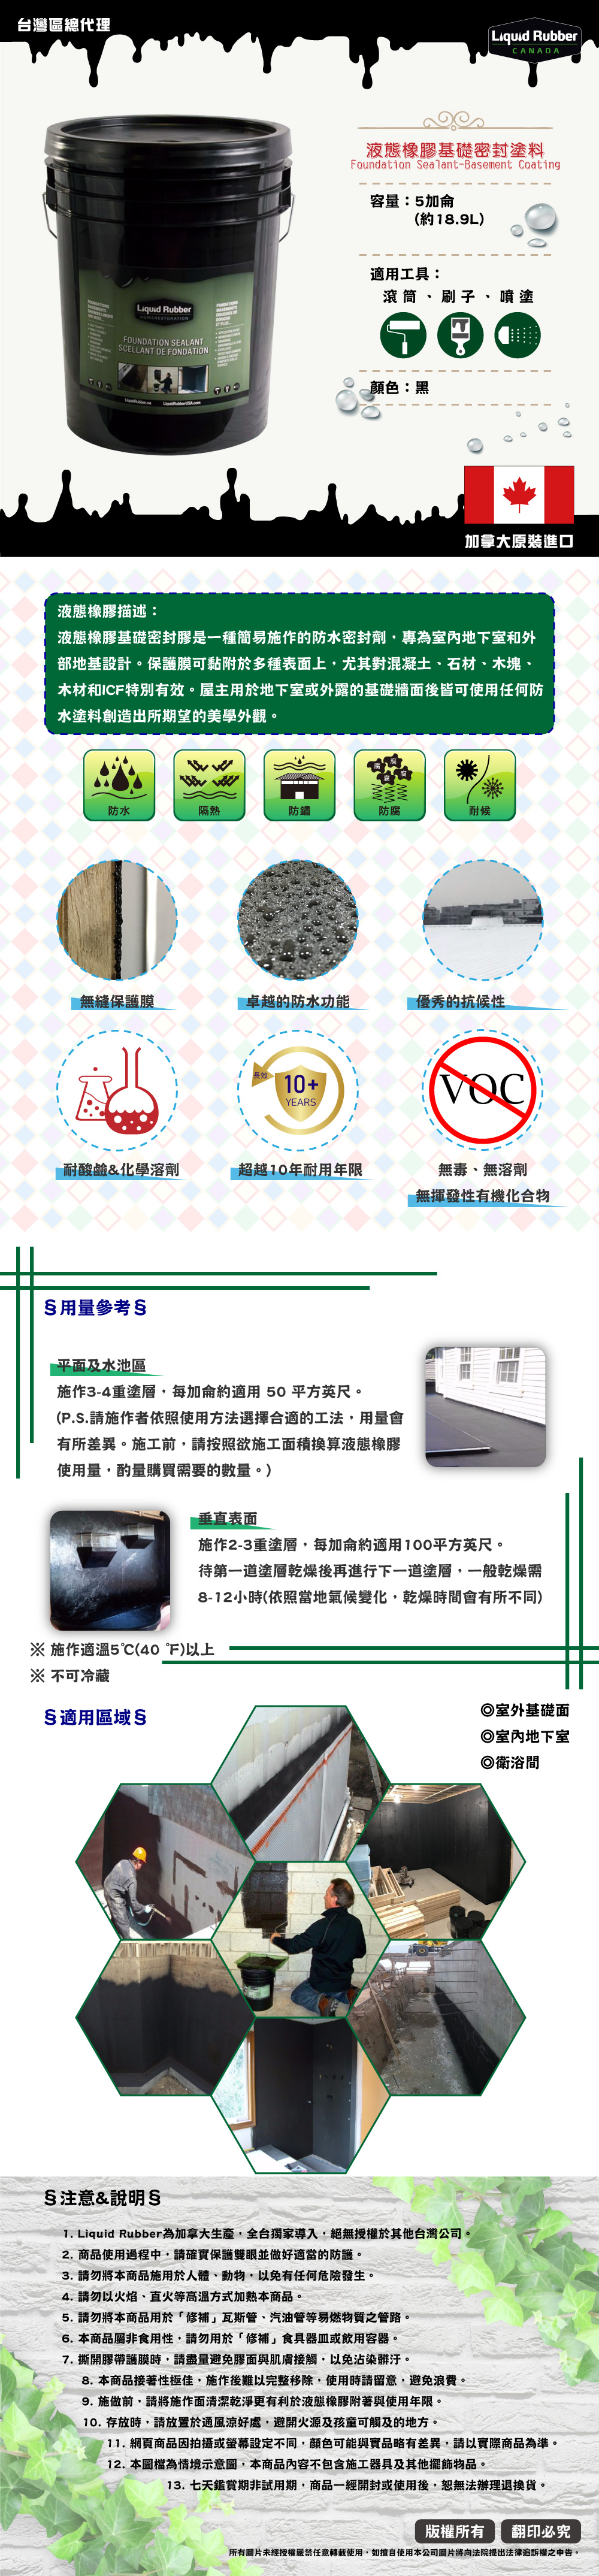 台灣區總代理
Liquid Rubber
CANADA
液態橡膠基礎密封塗料
Foundation Sealant-Basement Coating
容量：5加侖
(約18.9L)
適用工具：
滾筒、刷子、噴塗
顏色：黑
Liquid Rubber
FOUNDATION SEALANT
SCELLANT DE FONDATION
LiquidRubber.ca
LiquidRubberUSA.com
加拿大原裝進口
液態橡膠描述：
液態橡膠基礎密封膠是一種簡易施作的防水密封劑，專為室內地下室和外
部地基設計。保護膜可黏附於多種表面上，尤其對混凝土、石材、木塊、
木材和ICF特別有效。屋主用於地下室或外露的基礎牆面後皆可使用任何防
水塗料創造出所期望的美學外觀。
防水
隔熱
防鏽
防腐
耐候
無縫保護膜
卓越的防水功能
優秀的抗候性
長效
10+
YEARS
VOC
耐酸鹼&化學溶劑
超越10年耐用年限
無毒、無溶劑
無揮發性有機化合物
§用量參考§
平面及水池區
施作3-4重塗層，每加侖約適用 50 平方英尺。
(P.S.請施作者依照使用方法選擇合適的工法，用量會
有所差異。施工前，請按照欲施工面積換算液態橡膠
使用量，酌量購買需要的數量。)
垂直表面
施作2-3重塗層，每加侖約適用100平方英尺。
待第一道塗層乾燥後再進行下一道塗層，一般乾燥需
8-12小時(依照當地氣候變化，乾燥時間會有所不同)
※ 施作適溫5℃(40 ℉)以上
※ 不可冷藏
§適用區域§
◎室外基礎面
◎室內地下室
◎衛浴間
§注意&說明§
1. Liquid Rubber為加拿大生產，全台獨家導入，絕無授權於其他台灣公司。
2. 商品使用過程中，請確實保護雙眼並做好適當的防護。
3. 請勿將本商品施用於人體、動物，以免有任何危險發生。
4. 請勿以火焰、直火等高溫方式加熱本商品。
5. 請勿將本商品用於「修補」瓦斯管、汽油管等易燃物質之管路。
6. 本商品屬非食用性，請勿用於「修補」食具器皿或飲用容器。
7. 撕開膠帶護膜時，請盡量避免膠面與肌膚接觸，以免沾染髒汙。
8. 本商品接著性極佳，施作後難以完整移除，使用時請留意，避免浪費。
9. 施做前，請將施作面清潔乾淨更有利於液態橡膠附著與使用年限。
10. 存放時，請放置於通風涼好處，避開火源及孩童可觸及的地方。
11. 網頁商品因拍攝或螢幕設定不同，顏色可能與實品略有差異，請以實際商品為準。
12. 本圖檔為情境示意圖，本商品內容不包含施工器具及其他擺飾物品。
13. 七天鑑賞期非試用期，商品一經開封或使用後，恕無法辦理退換貨。
版權所有
翻印必究
所有圖片未經授權嚴禁任意轉載使用，如擅自使用本公司圖片將向法院提出法律追訴權之申告。